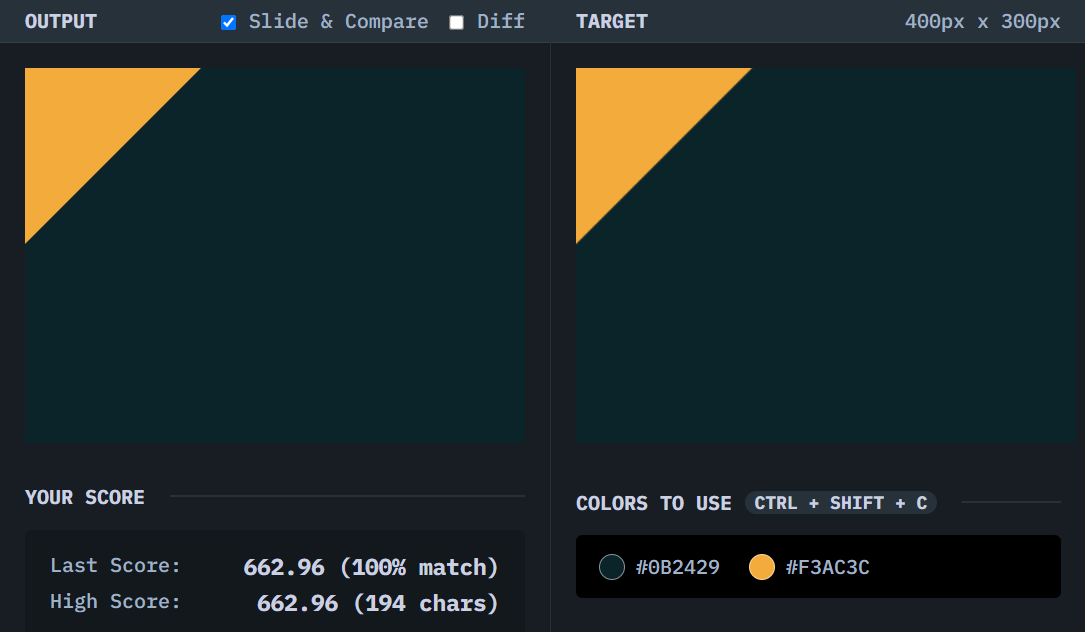 OUTPUT Slide & Compare Diff
TARGET 400px x 300px
YOUR SCORE
Last Score: 662.96 (100% match)
High Score: 662.96 (194 chars)
COLORS TO USE CTRL + SHIFT + C
#0B2429 #F3AC3C